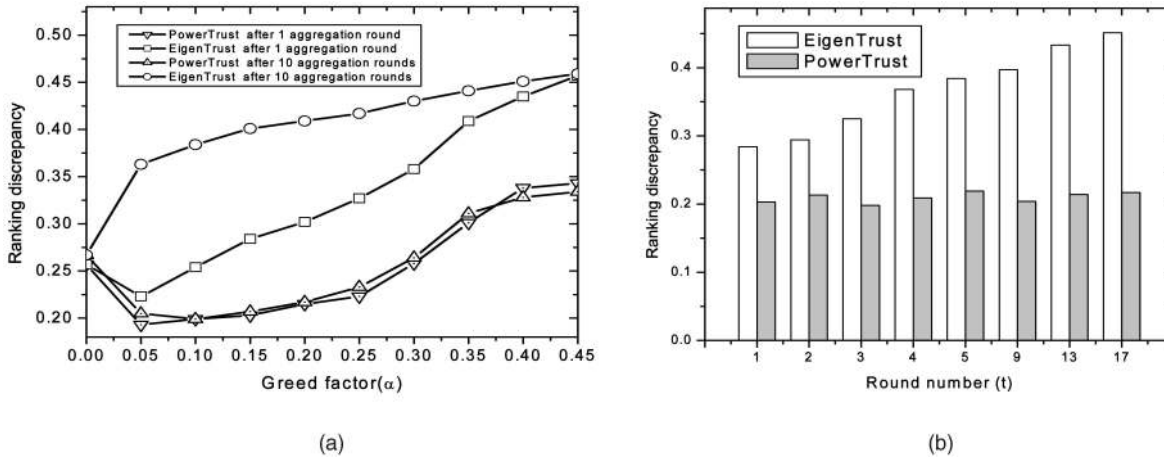 0.50
0.45
0.40
0.35
0.30
0.25
0.20
Ranking discrepancy
PowerTrust after 1 aggregation round
EigenTrust after 1 aggregation round
PowerTrust after 10 aggregation rounds
EigenTrust after 10 aggregation rounds
0.00 0.05 0.10 0.15 0.20 0.25 0.30 0.35 0.40 0.45
Greed factor(α)
(a)
0.4
0.3
0.2
0.1
0.0
Ranking discrepancy
EigenTrust
PowerTrust
1 2 3 4 5 9 13 17
Round number (t)
(b)